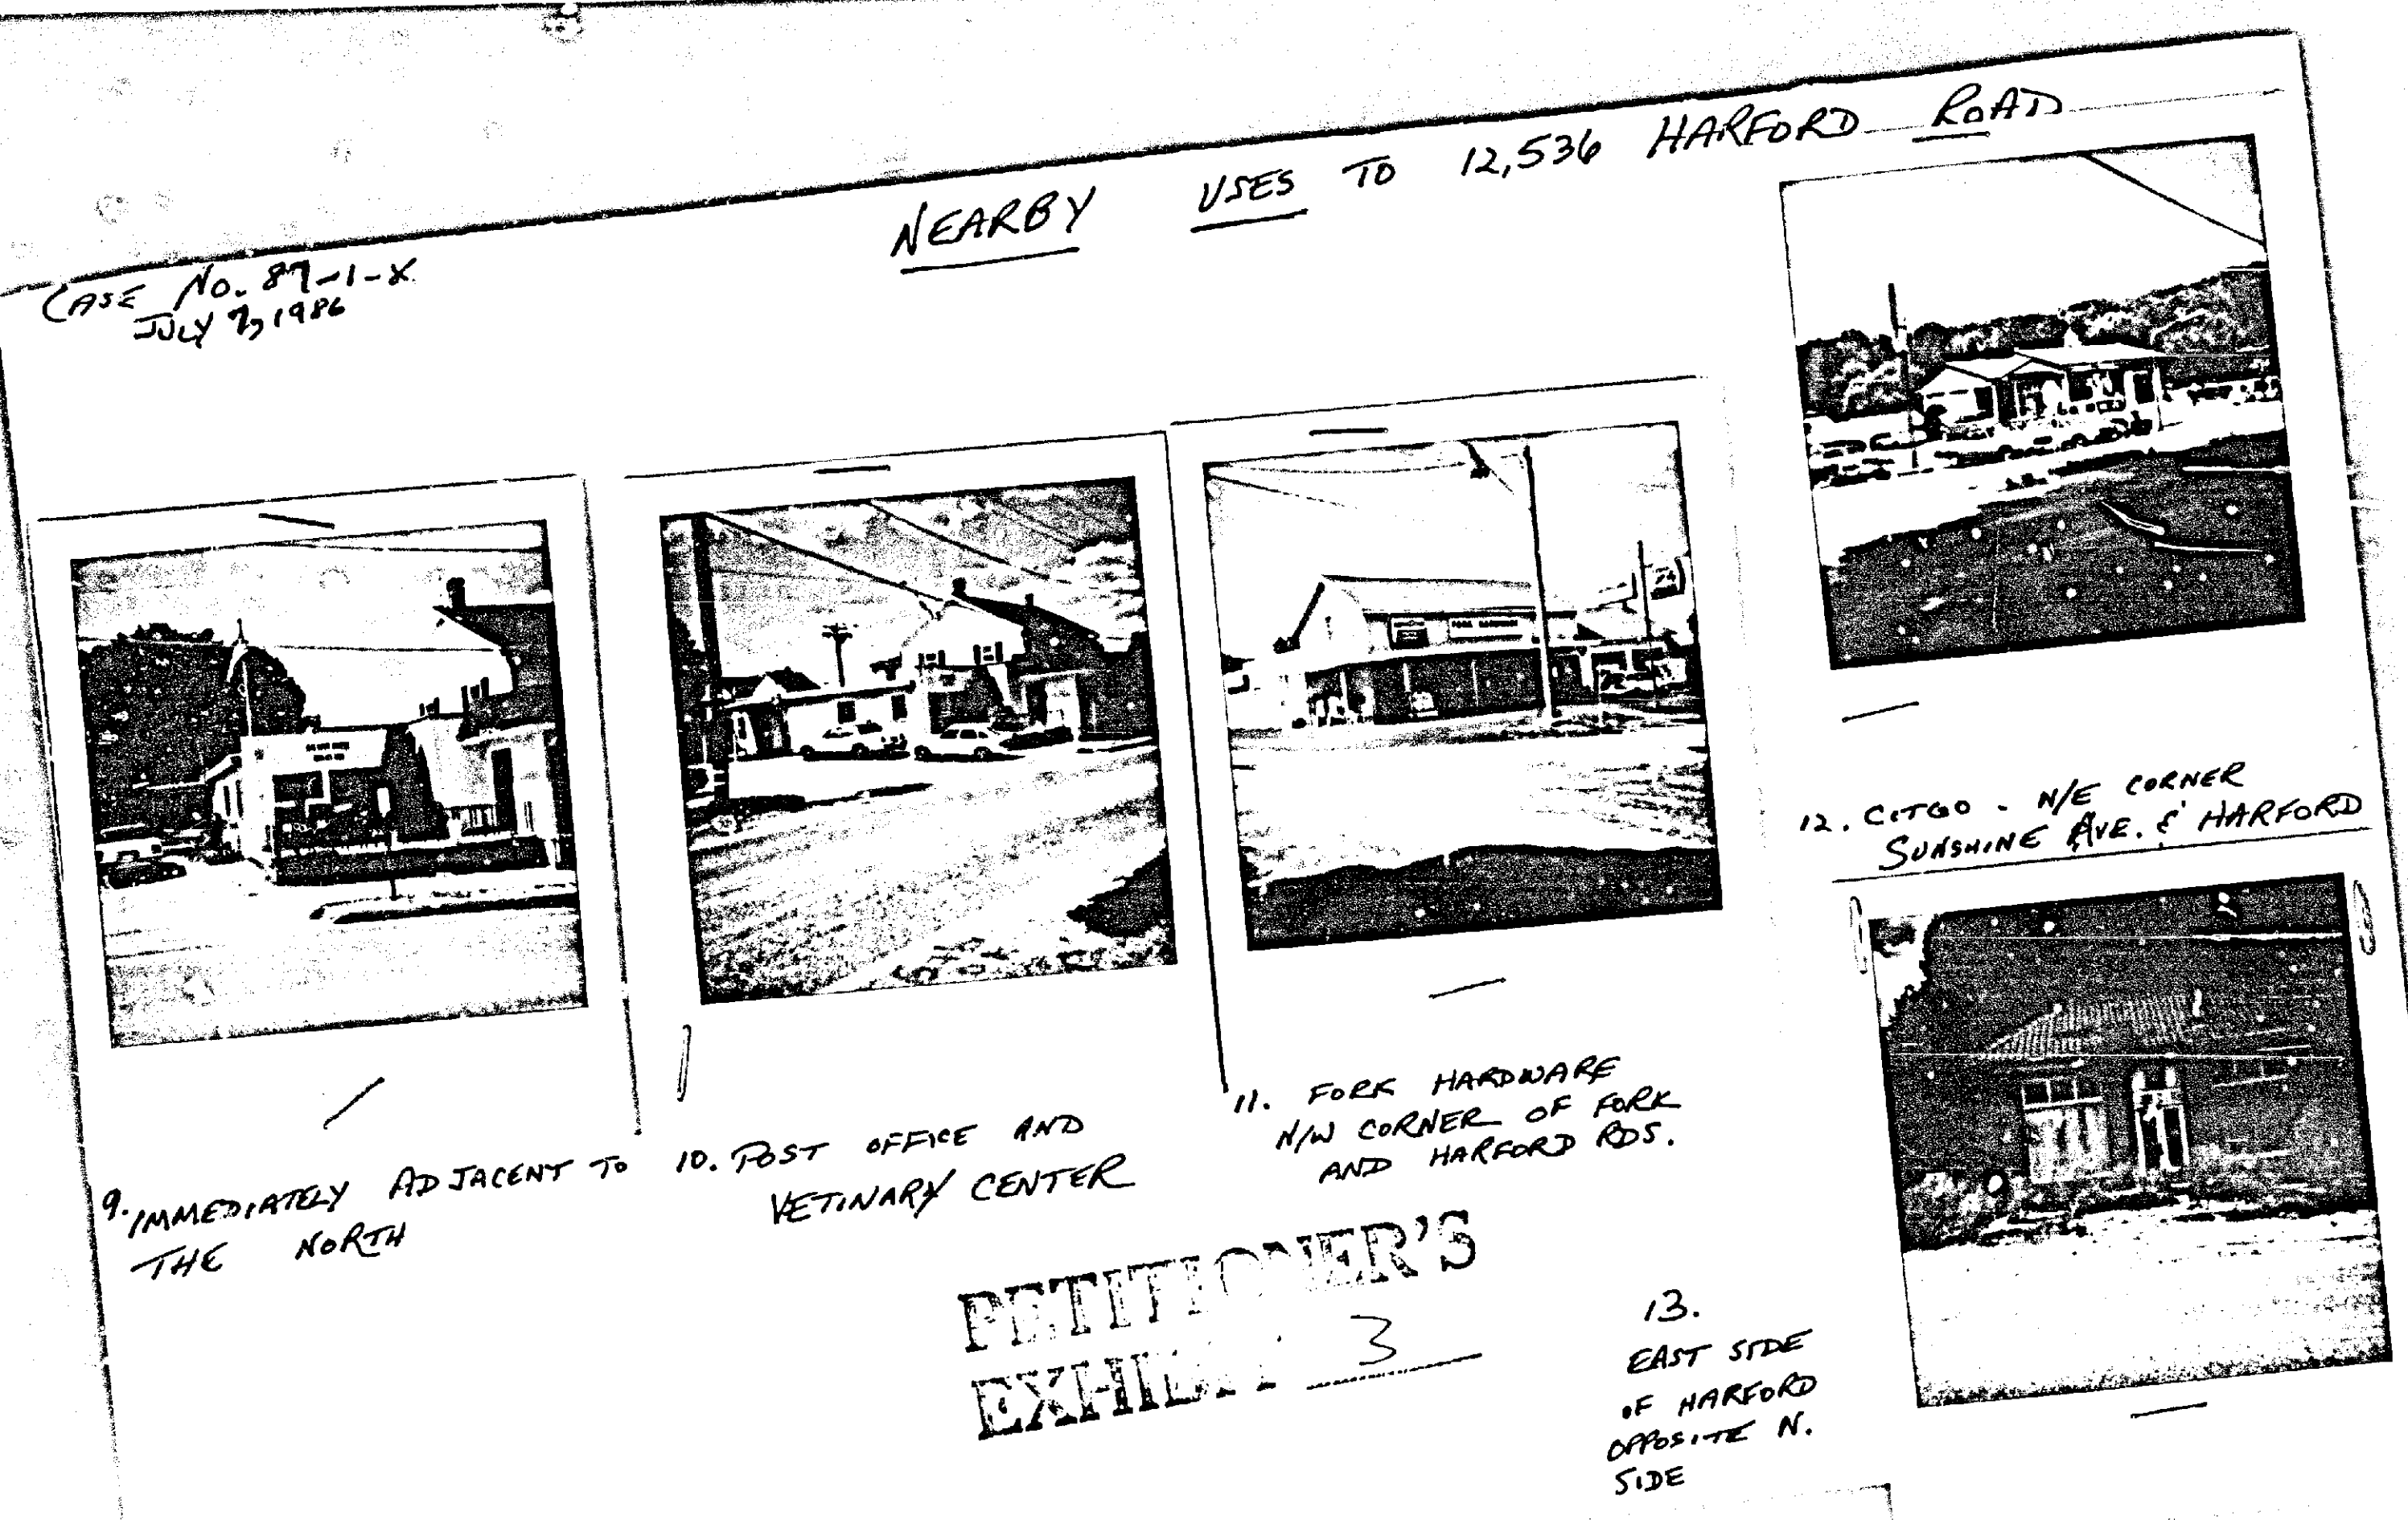 NEARBY USES TO 12,536 HARFORD ROAD
CASE No. 87-1-X
JULY 7, 1986
9. IMMEDIATELY ADJACENT TO
THE NORTH
10. POST OFFICE AND
VETINARY CENTER
11. FORK HARDWARE
N/W CORNER OF FORK
AND HARFORD RDS.
12. CITGO - N/E CORNER
SUNSHINE AVE. & HARFORD
13.
EAST SIDE
OF HARFORD
OPPOSITE N.
SIDE
PETITIONER'S
EXHIBIT 3